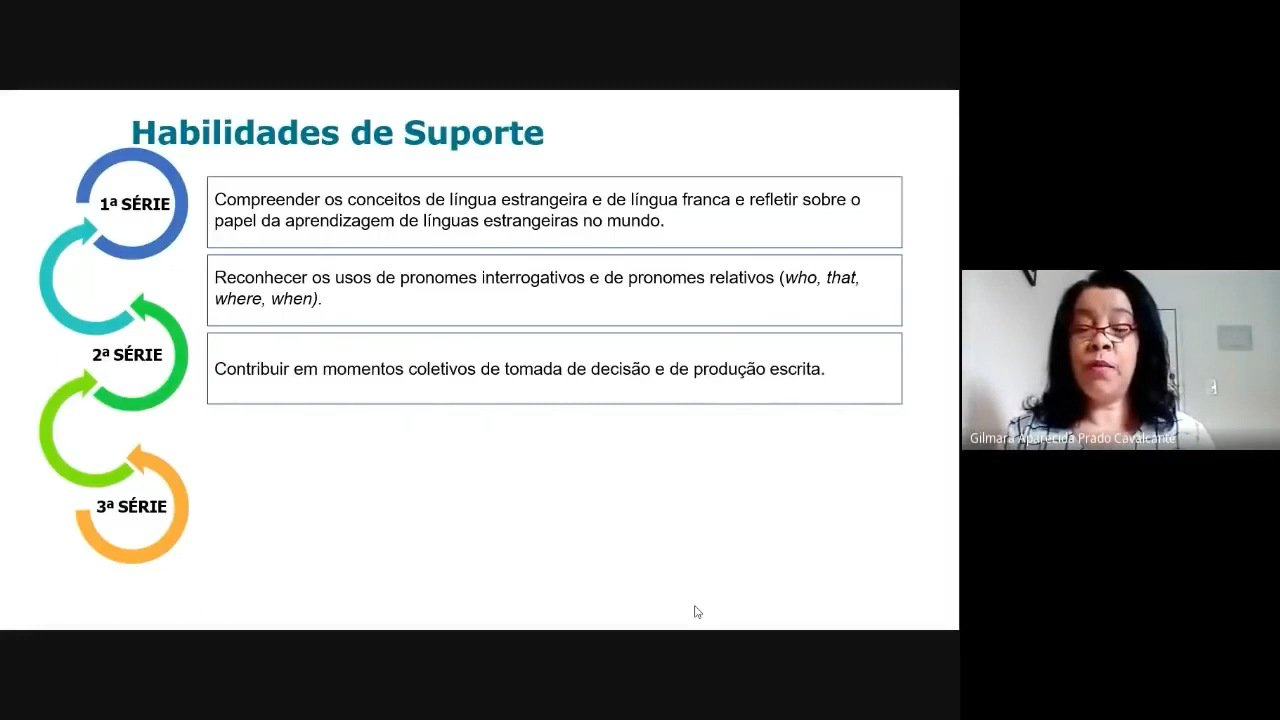 Habilidades de Suporte
1ª SÉRIE
Compreender os conceitos de língua estrangeira e de língua franca e refletir sobre o
papel da aprendizagem de línguas estrangeiras no mundo.
Reconhecer os usos de pronomes interrogativos e de pronomes relativos (who, that,
where, when).
2ª SÉRIE
Contribuir em momentos coletivos de tomada de decisão e de produção escrita.
3ª SÉRIE
Gilmara Aparecida Prado Cavalcante